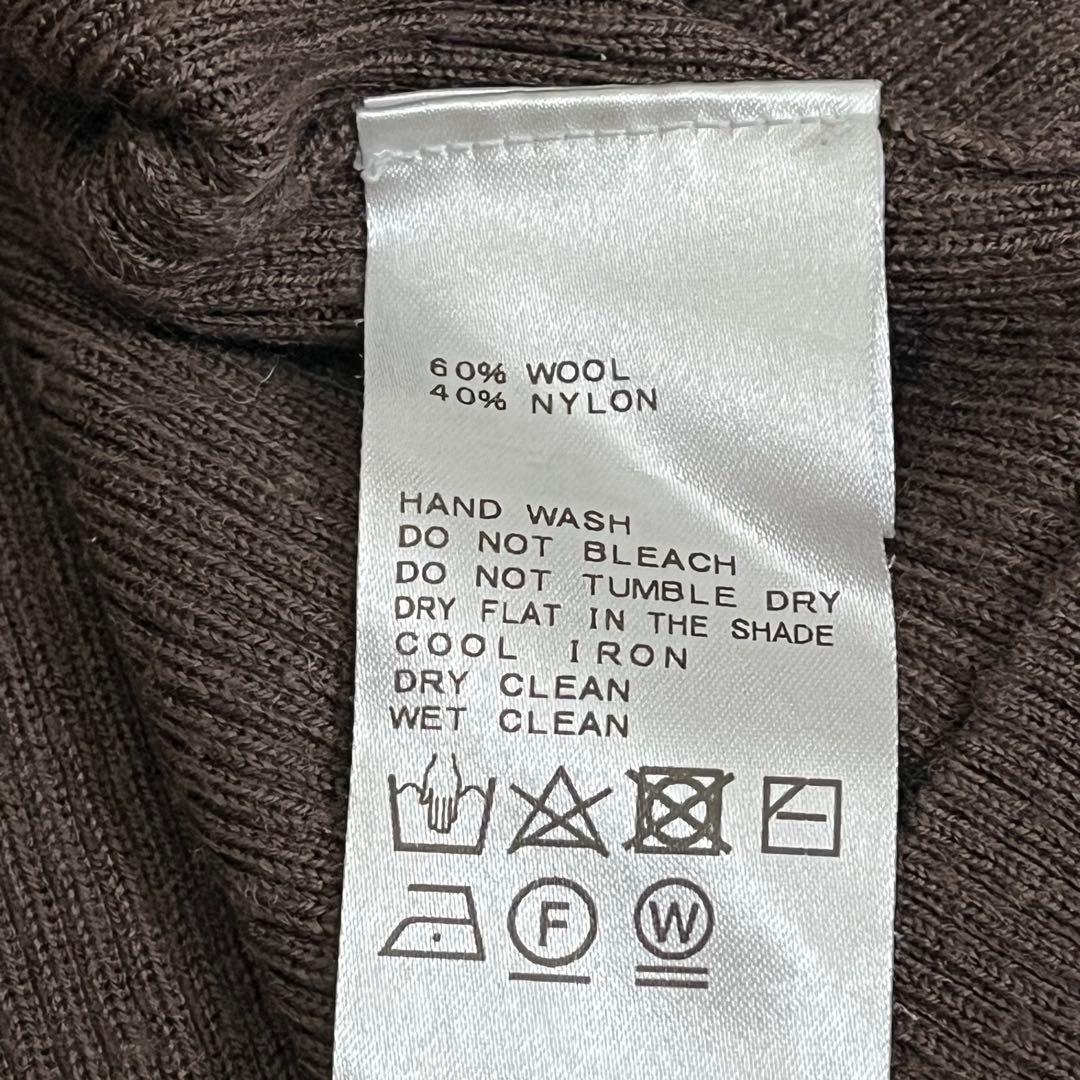 60% WOOL
40% NYLON
HAND WASH
DO NOT BLEACH
DO NOT TUMBLE DRY
DRY FLAT IN THE SHADE
COOL IRON
DRY CLEAN
WET CLEAN
F W